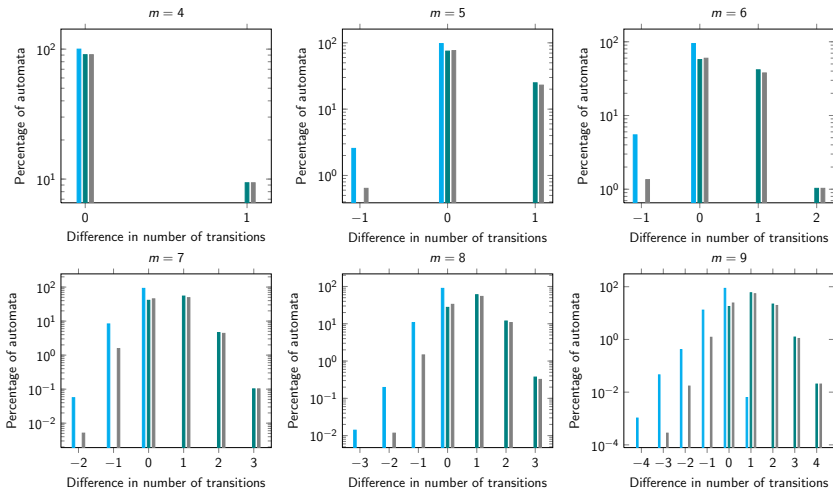 m = 4
Percentage of automata
10²
10¹
0 1
Difference in number of transitions
m = 5
Percentage of automata
10²
10¹
10⁰
−1 0 1
Difference in number of transitions
m = 6
Percentage of automata
10²
10¹
10⁰
−1 0 1 2
Difference in number of transitions
m = 7
Percentage of automata
10²
10¹
10⁰
10⁻¹
10⁻²
−2 −1 0 1 2 3
Difference in number of transitions
m = 8
Percentage of automata
10²
10¹
10⁰
10⁻¹
10⁻²
−3 −2 −1 0 1 2 3
Difference in number of transitions
m = 9
Percentage of automata
10²
10⁰
10⁻²
10⁻⁴
−4 −3 −2 −1 0 1 2 3 4
Difference in number of transitions